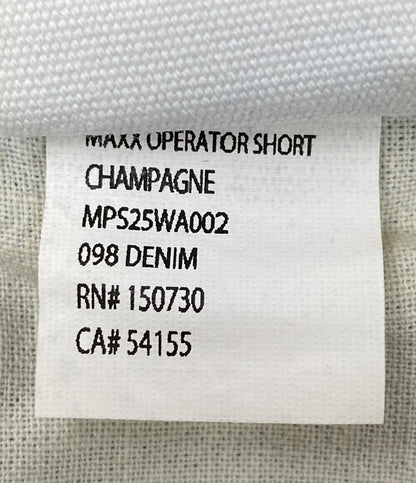 MAXX OPERATOR SHORT
CHAMPAGNE
MPS25WA002
098 DENIM
RN# 150730
CA# 54155